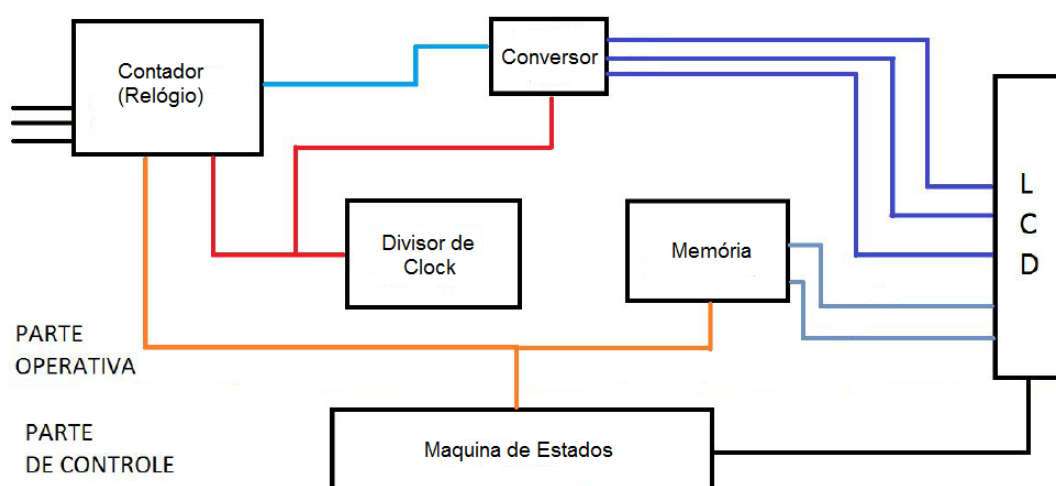 Contador
(Relógio)
Conversor
Divisor de
Clock
Memória
L
C
D
PARTE
OPERATIVA
PARTE
DE CONTROLE
Maquina de Estados